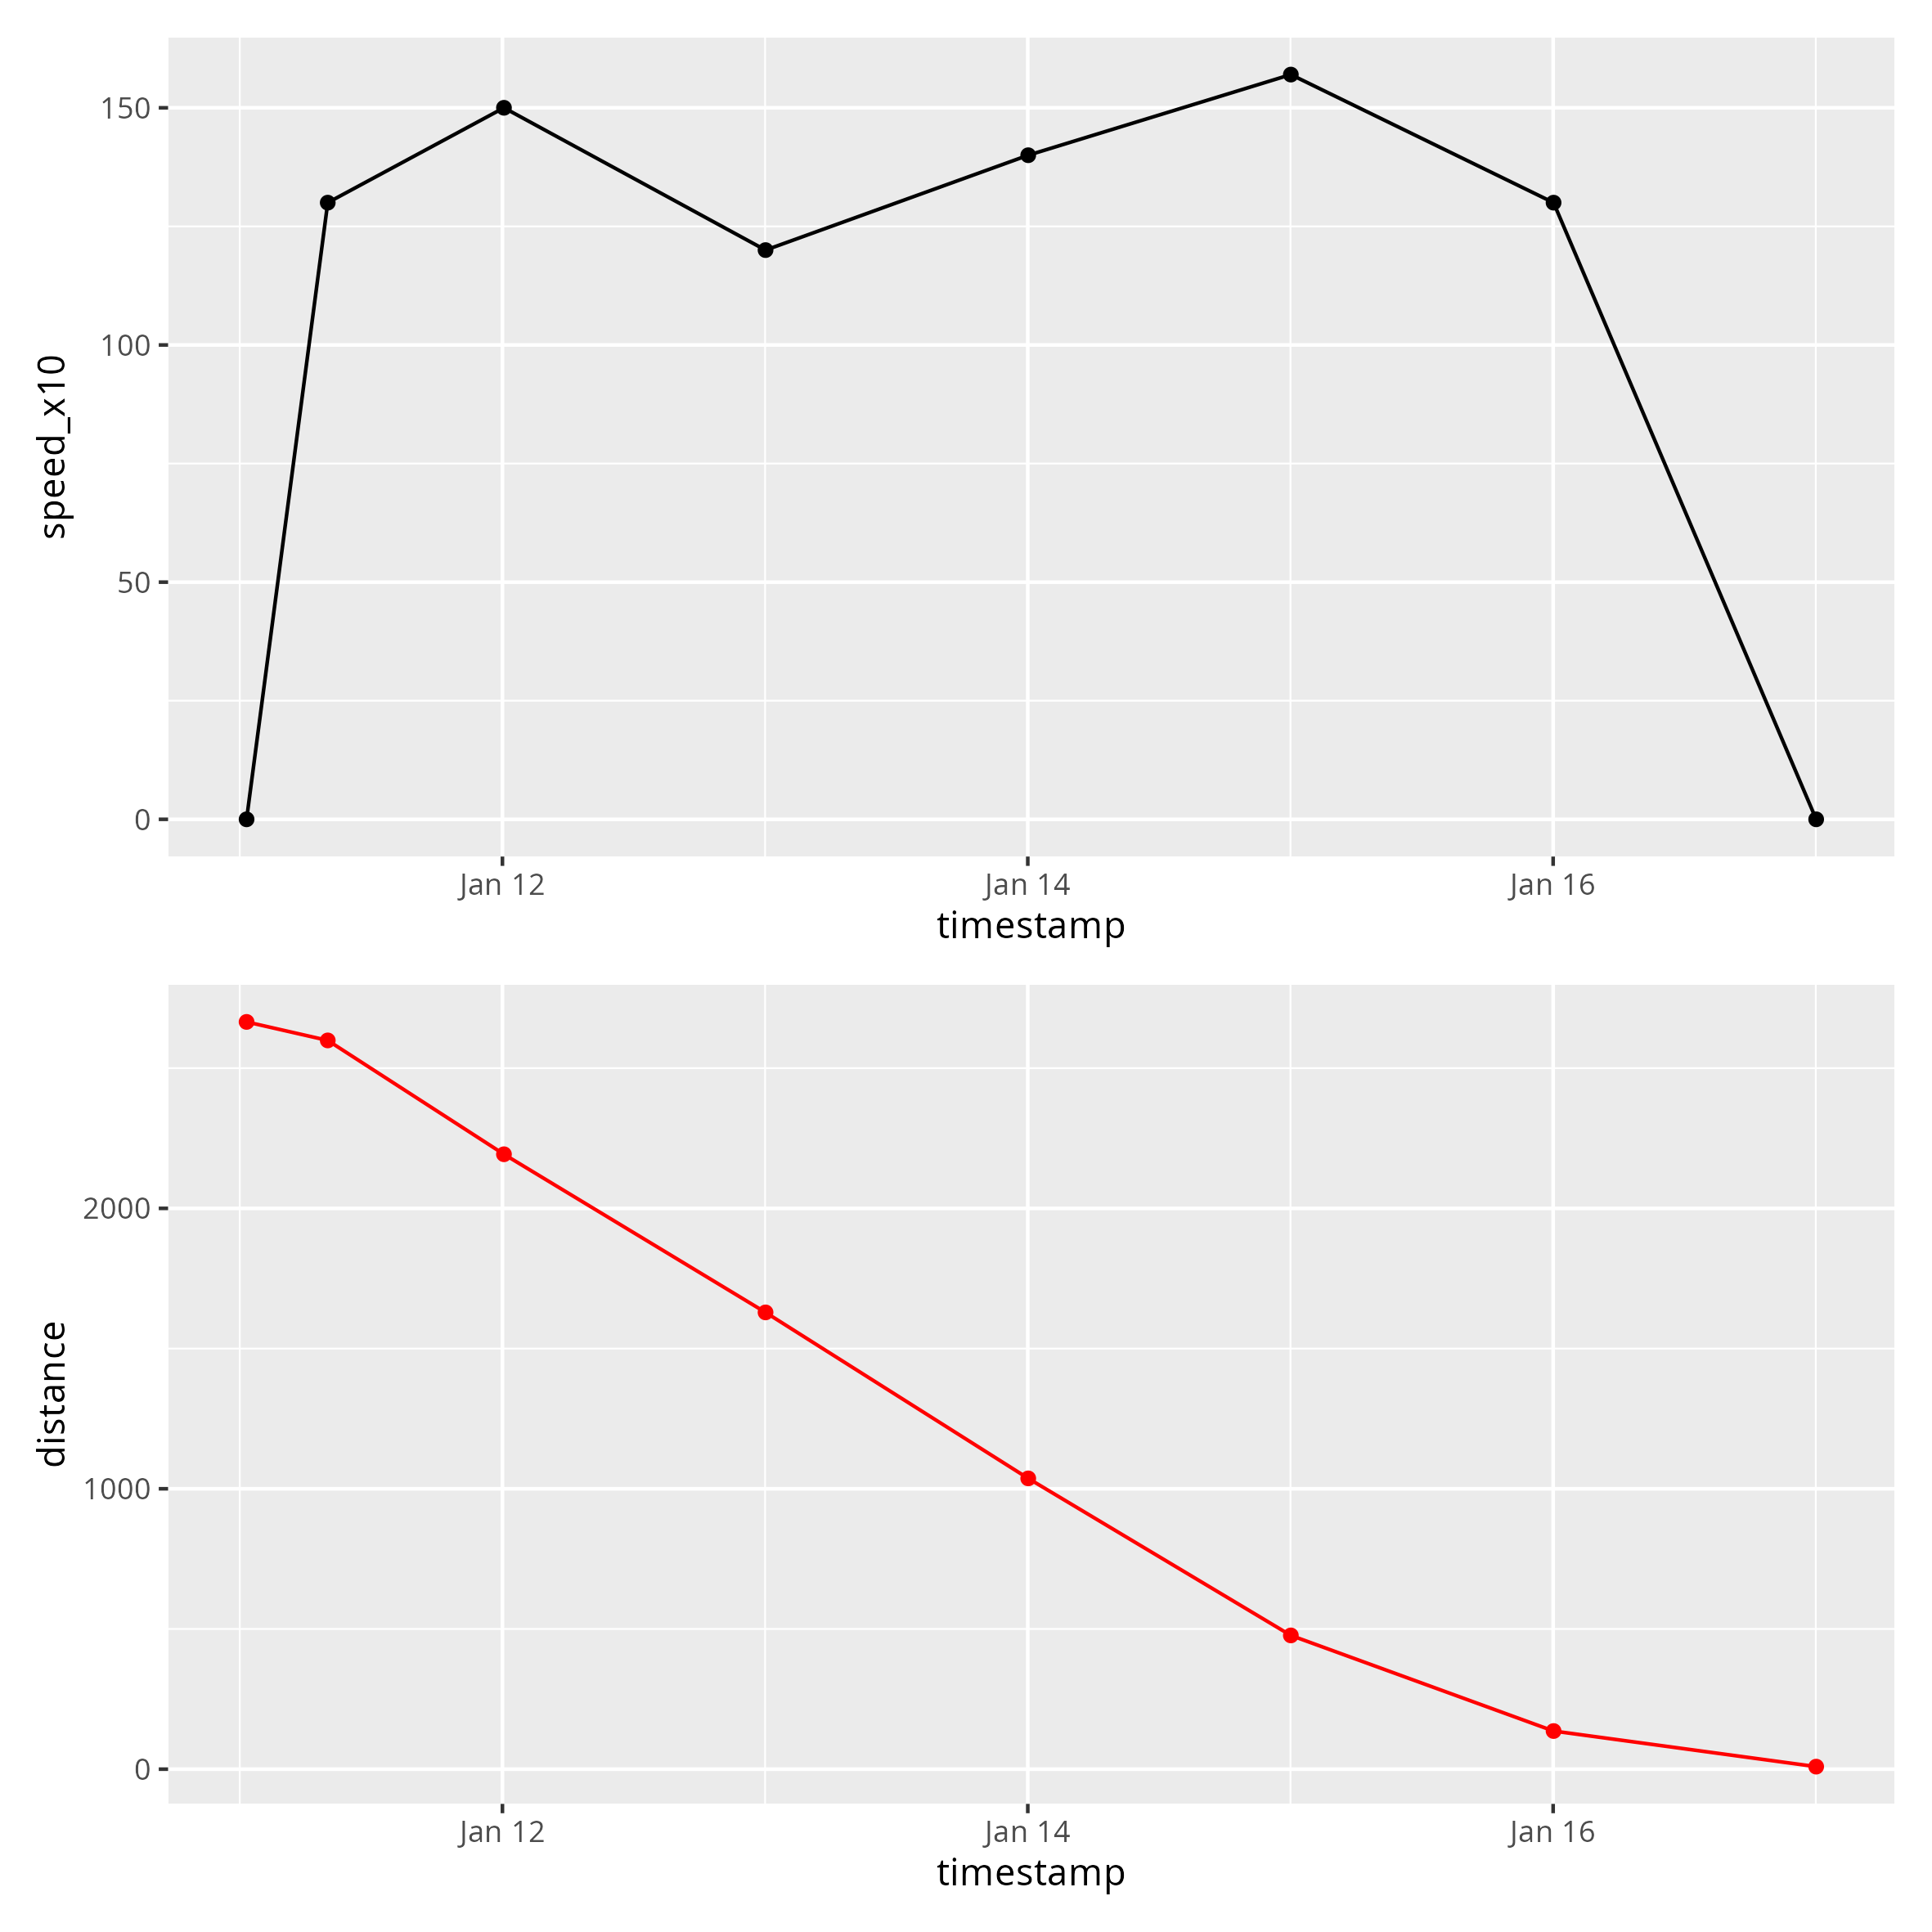 150
100
50
0
speed_x10
Jan 12 Jan 14 Jan 16
timestamp
2000
1000
0
distance
Jan 12 Jan 14 Jan 16
timestamp